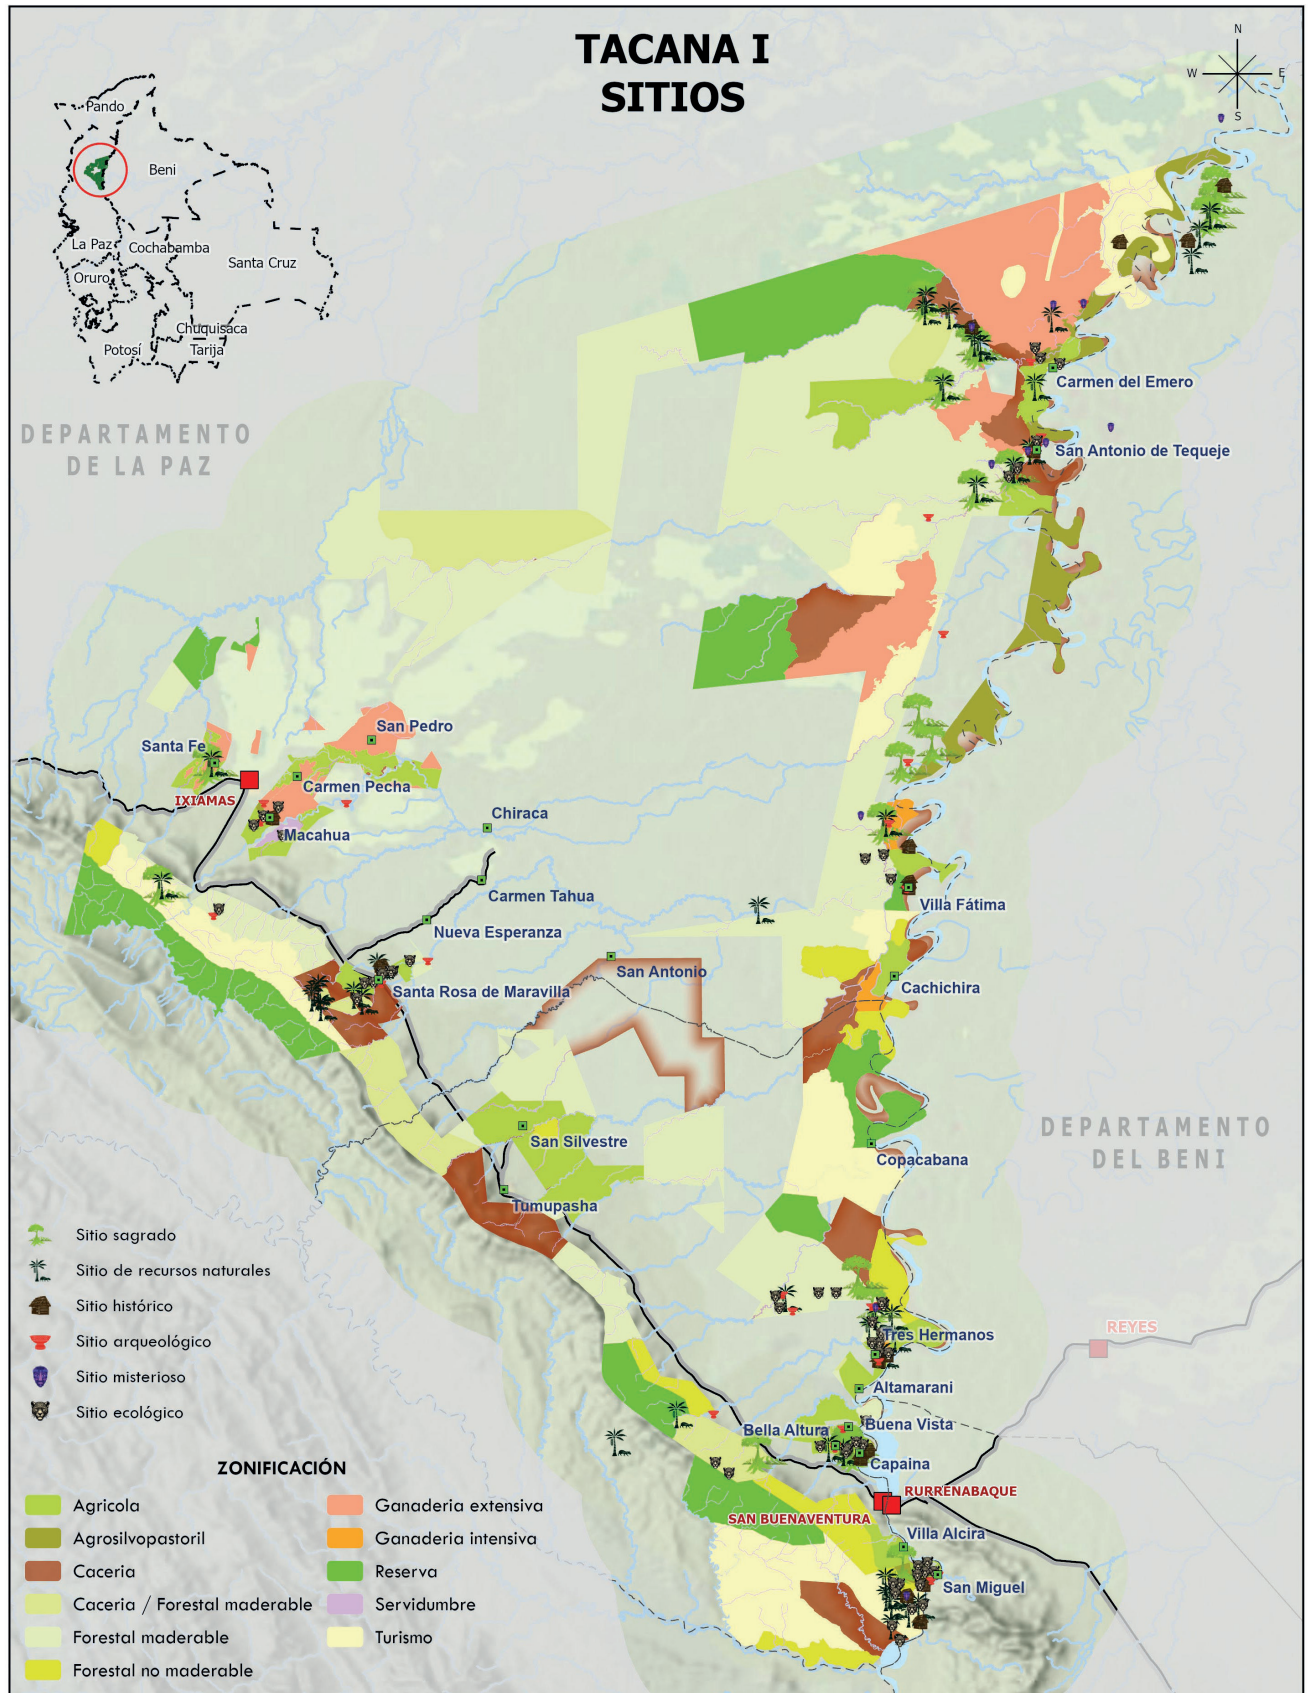 TACANA I
SITIOS
N
W
E
S
Pando
Beni
La Paz
Cochabamba
Santa Cruz
Oruro
Chuquisaca
Potosí
Tarija
DEPARTAMENTO
DE LA PAZ
Carmen del Emero
San Antonio de Tequeje
San Pedro
Santa Fe
Carmen Pecha
IXIAMAS
Macahua
Chiraca
Carmen Tahua
Villa Fátima
Nueva Esperanza
San Antonio
Santa Rosa de Maravilla
Cachichira
DEPARTAMENTO
DEL BENI
San Silvestre
Copacabana
Tumupasha
REYES
Tres Hermanos
Altamarani
Bella Altura
Buena Vista
Capaina
RURRENABAQUE
SAN BUENAVENTURA
Villa Alcira
San Miguel
Sitio sagrado
Sitio de recursos naturales
Sitio histórico
Sitio arqueológico
Sitio misterioso
Sitio ecológico
ZONIFICACIÓN
Agricola
Agrosilvopastoril
Caceria
Caceria / Forestal maderable
Forestal maderable
Forestal no maderable
Ganaderia extensiva
Ganaderia intensiva
Reserva
Servidumbre
Turismo